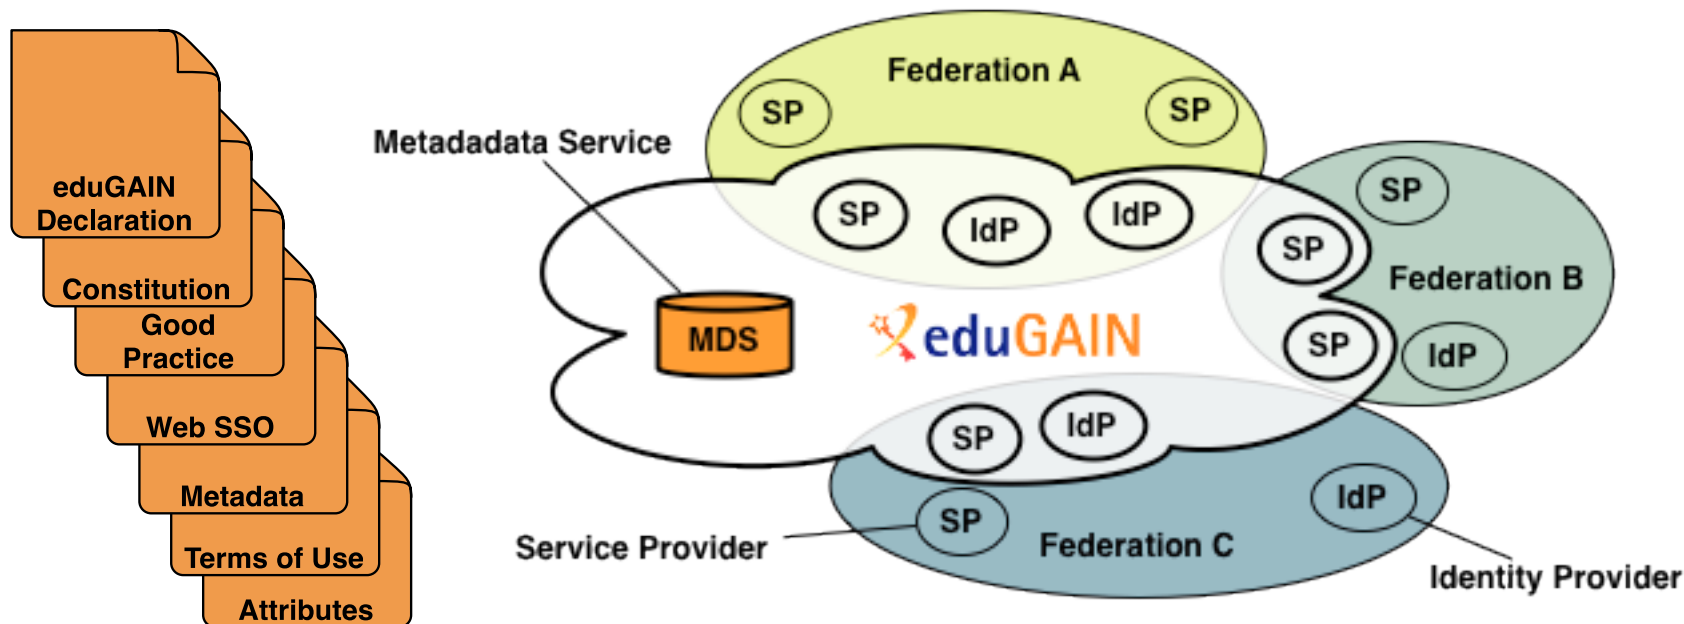 eduGAIN
Declaration
Constitution
Good
Practice
Web SSO
Metadata
Terms of Use
Attributes
Metadadata Service
MDS
Federation A
SP
SP
SP
IdP
IdP
eduGAIN
SP
Federation B
SP
SP
IdP
SP
IdP
SP
Federation C
IdP
Service Provider
Identity Provider